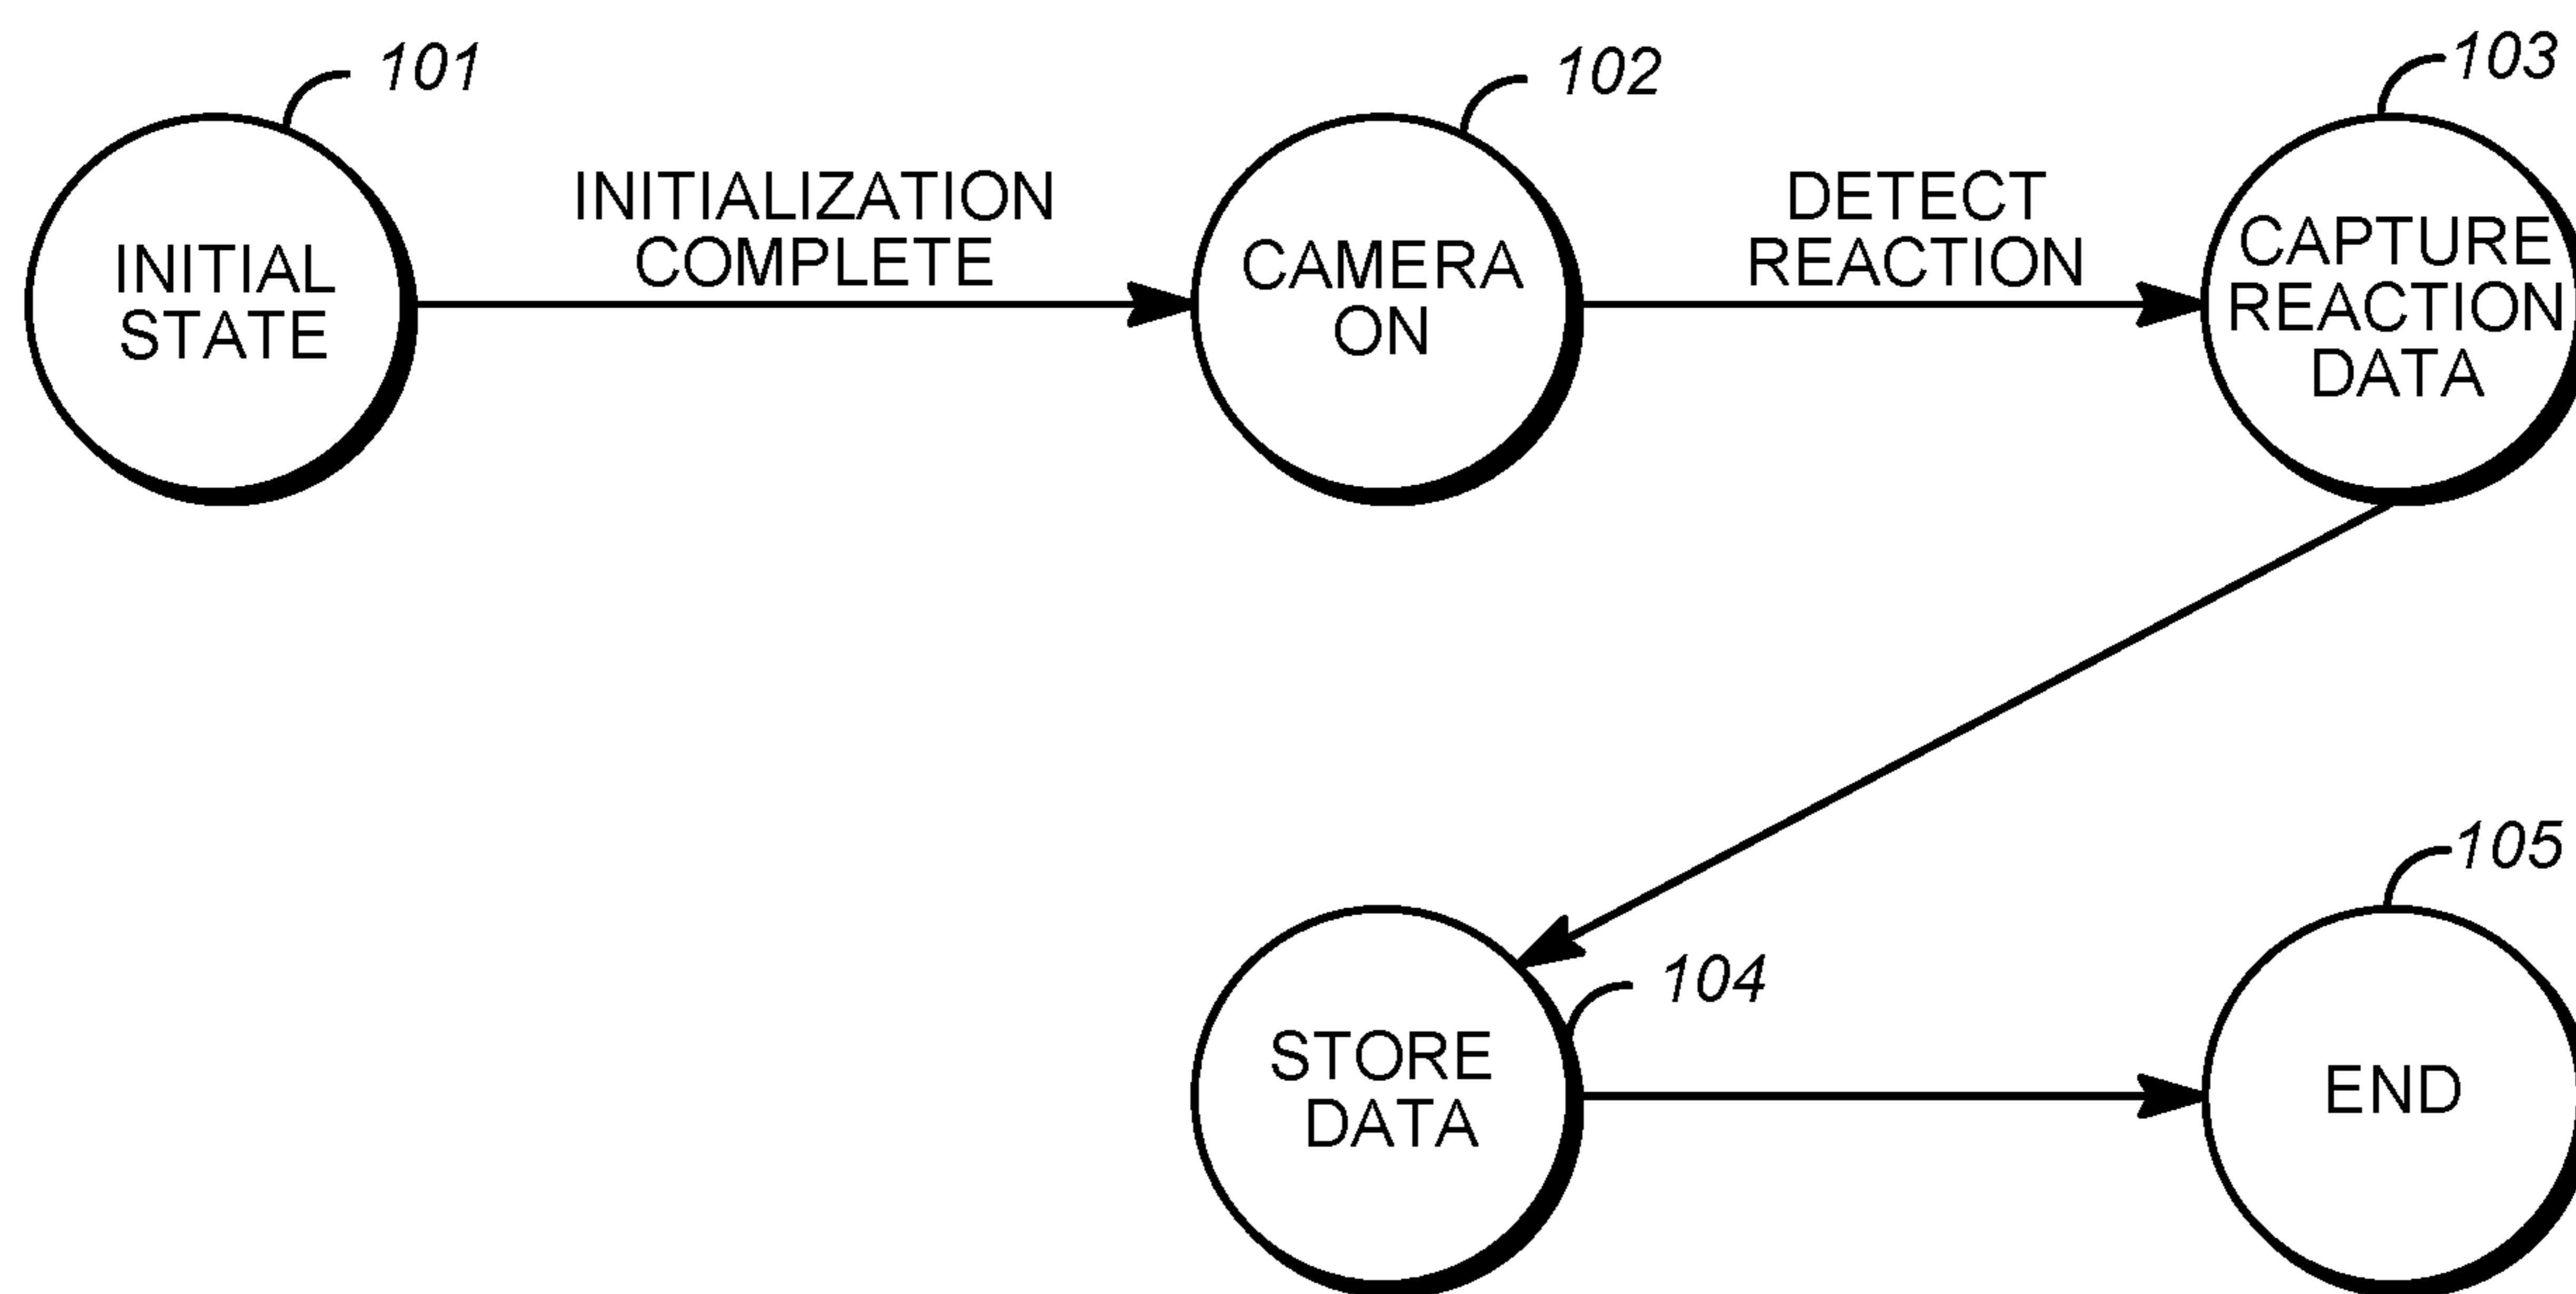 101
102
103
INITIAL
STATE
INITIALIZATION
COMPLETE
CAMERA
ON
DETECT
REACTION
CAPTURE
REACTION
DATA
104
105
STORE
DATA
END